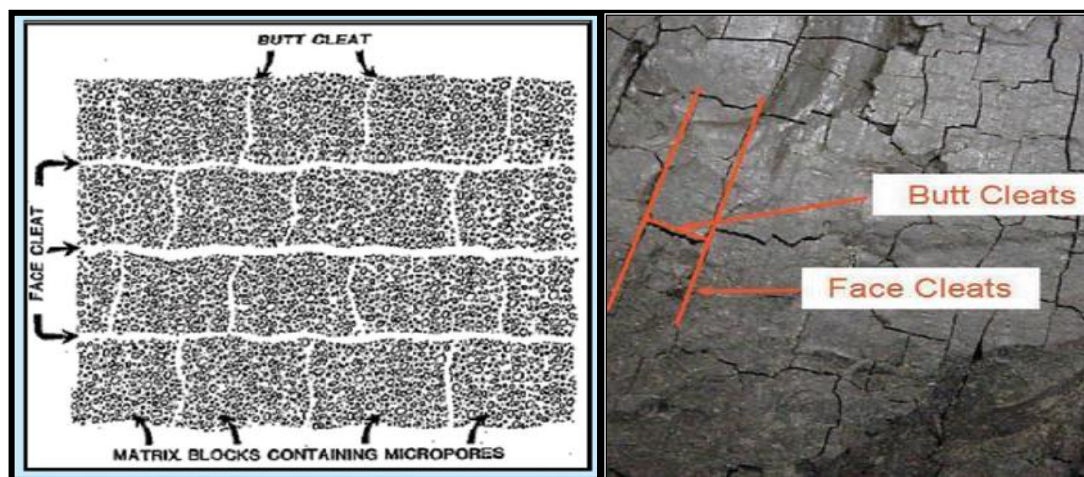 BUTT CLEAT
FACE CLEAT
MATRIX BLOCKS CONTAINING MICROPORES
Butt Cleats
Face Cleats